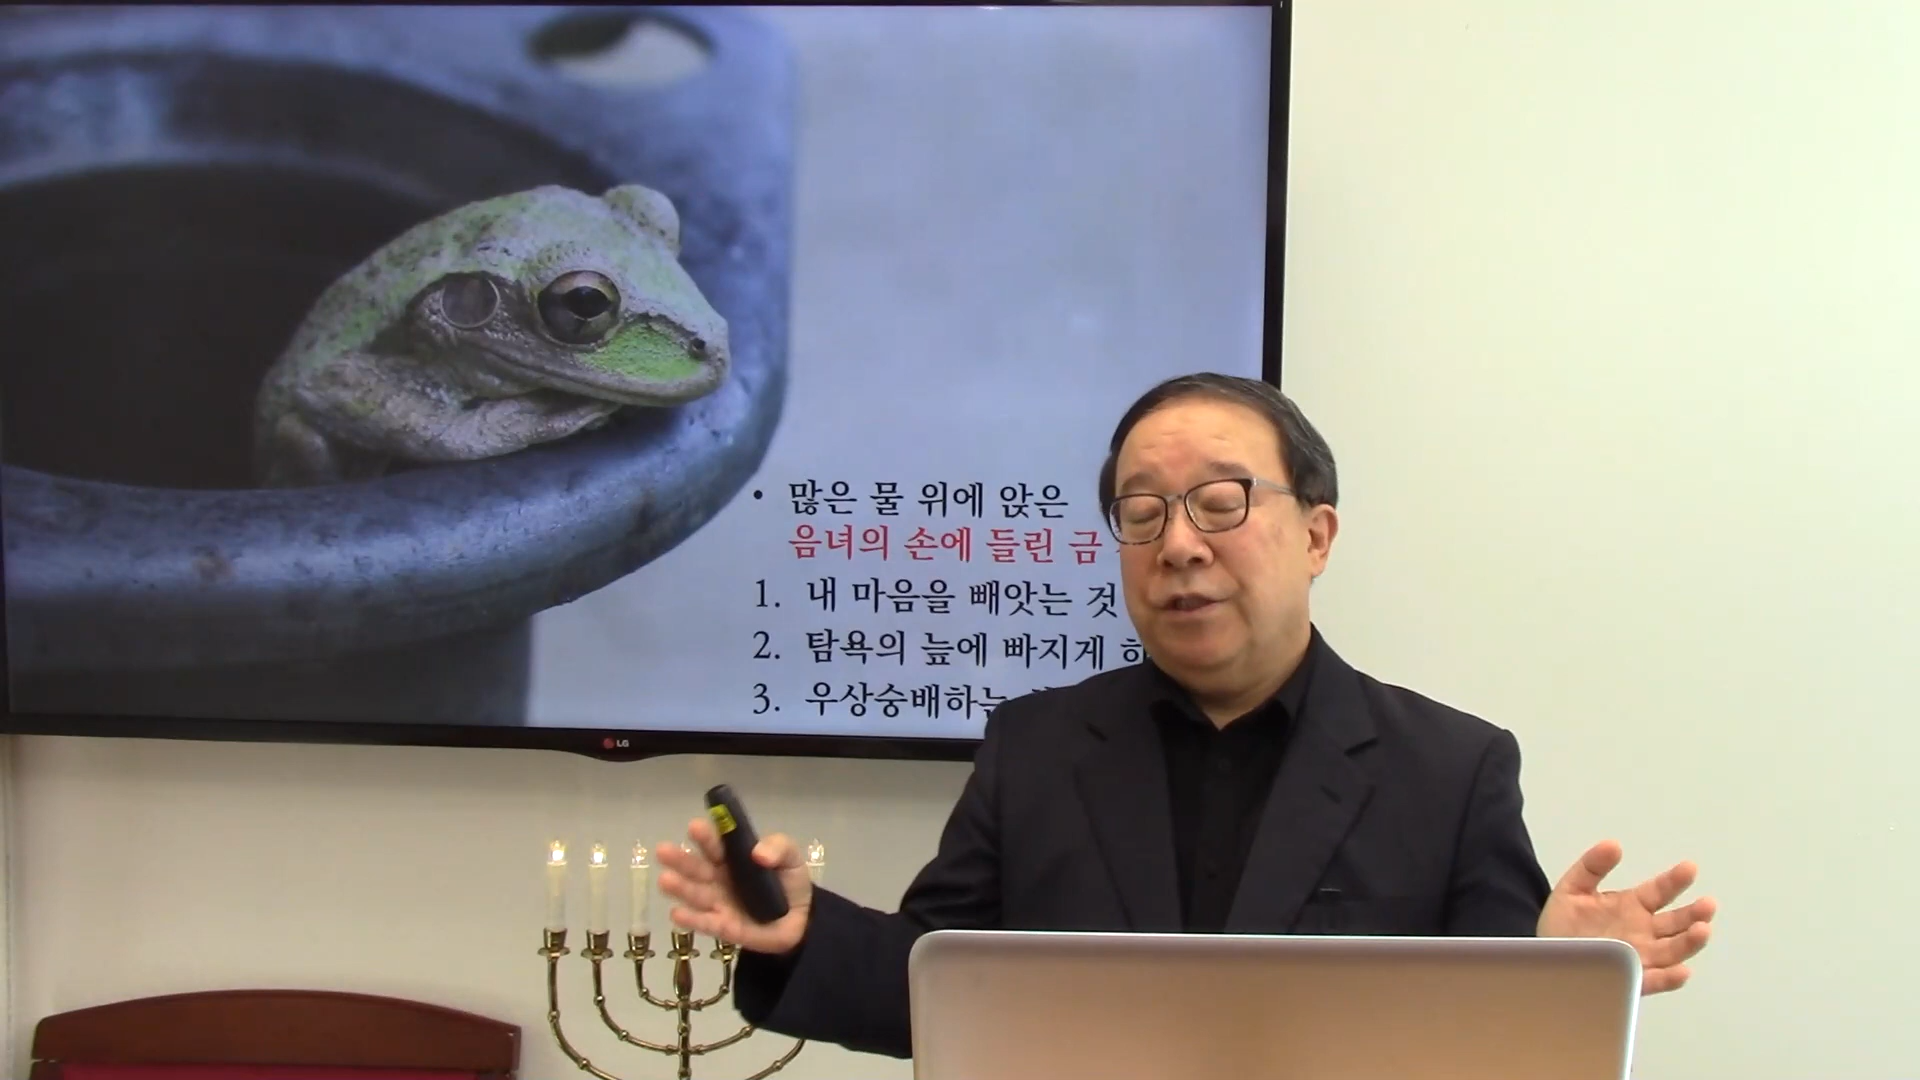 • 많은 물 위에 앉은
음녀의 손에 들린 금
1. 내 마음을 빼앗는 것
2. 탐욕의 늪에 빠지게
3. 우상숭배하는
LG